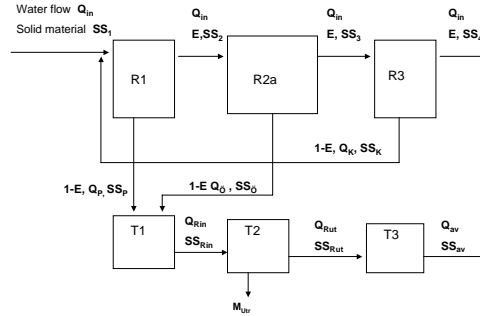 Water flow Q_in
Solid material SS_1
Q_in
E,SS_2
Q_in
E, SS_3
Q_in
E, SS_4
R1
R2a
R3
1-E, Q_K, SS_K
1-E, Q_P, SS_P
1-E Q_Ö , SS_Ö
T1
Q_Rin
SS_Rin
T2
Q_Rut
SS_Rut
T3
Q_av
SS_av
M_Utr